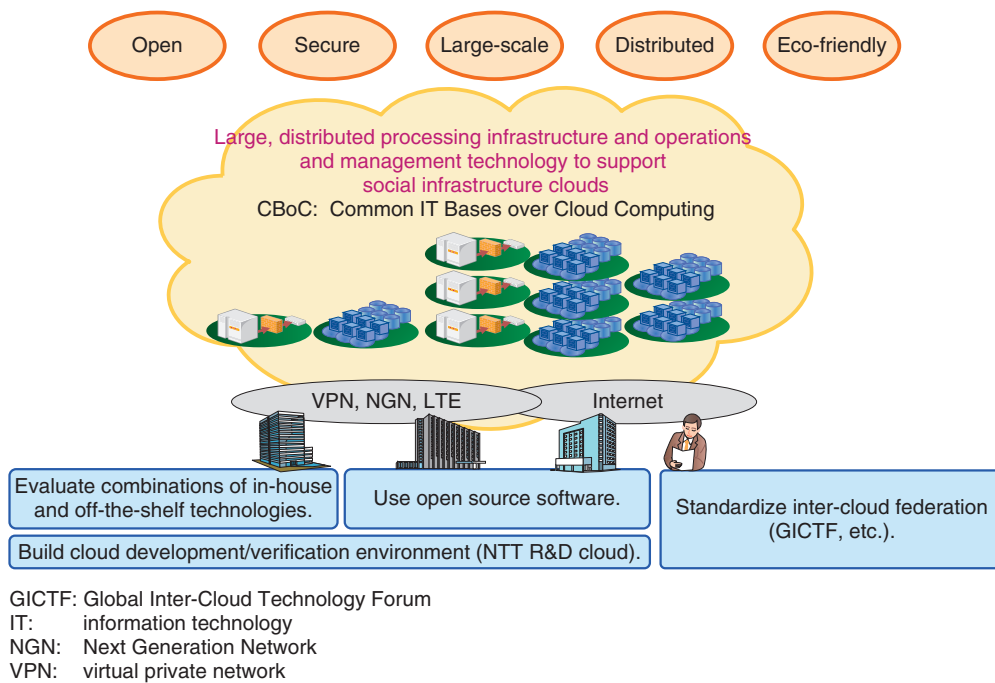 Open
Secure
Large-scale
Distributed
Eco-friendly
Large, distributed processing infrastructure and operations
and management technology to support
social infrastructure clouds
CBoC: Common IT Bases over Cloud Computing
VPN, NGN, LTE
Internet
Evaluate combinations of in-house
and off-the-shelf technologies.
Use open source software.
Standardize inter-cloud federation
(GICTF, etc.).
Build cloud development/verification environment (NTT R&D cloud).
GICTF: Global Inter-Cloud Technology Forum
IT: information technology
NGN: Next Generation Network
VPN: virtual private network